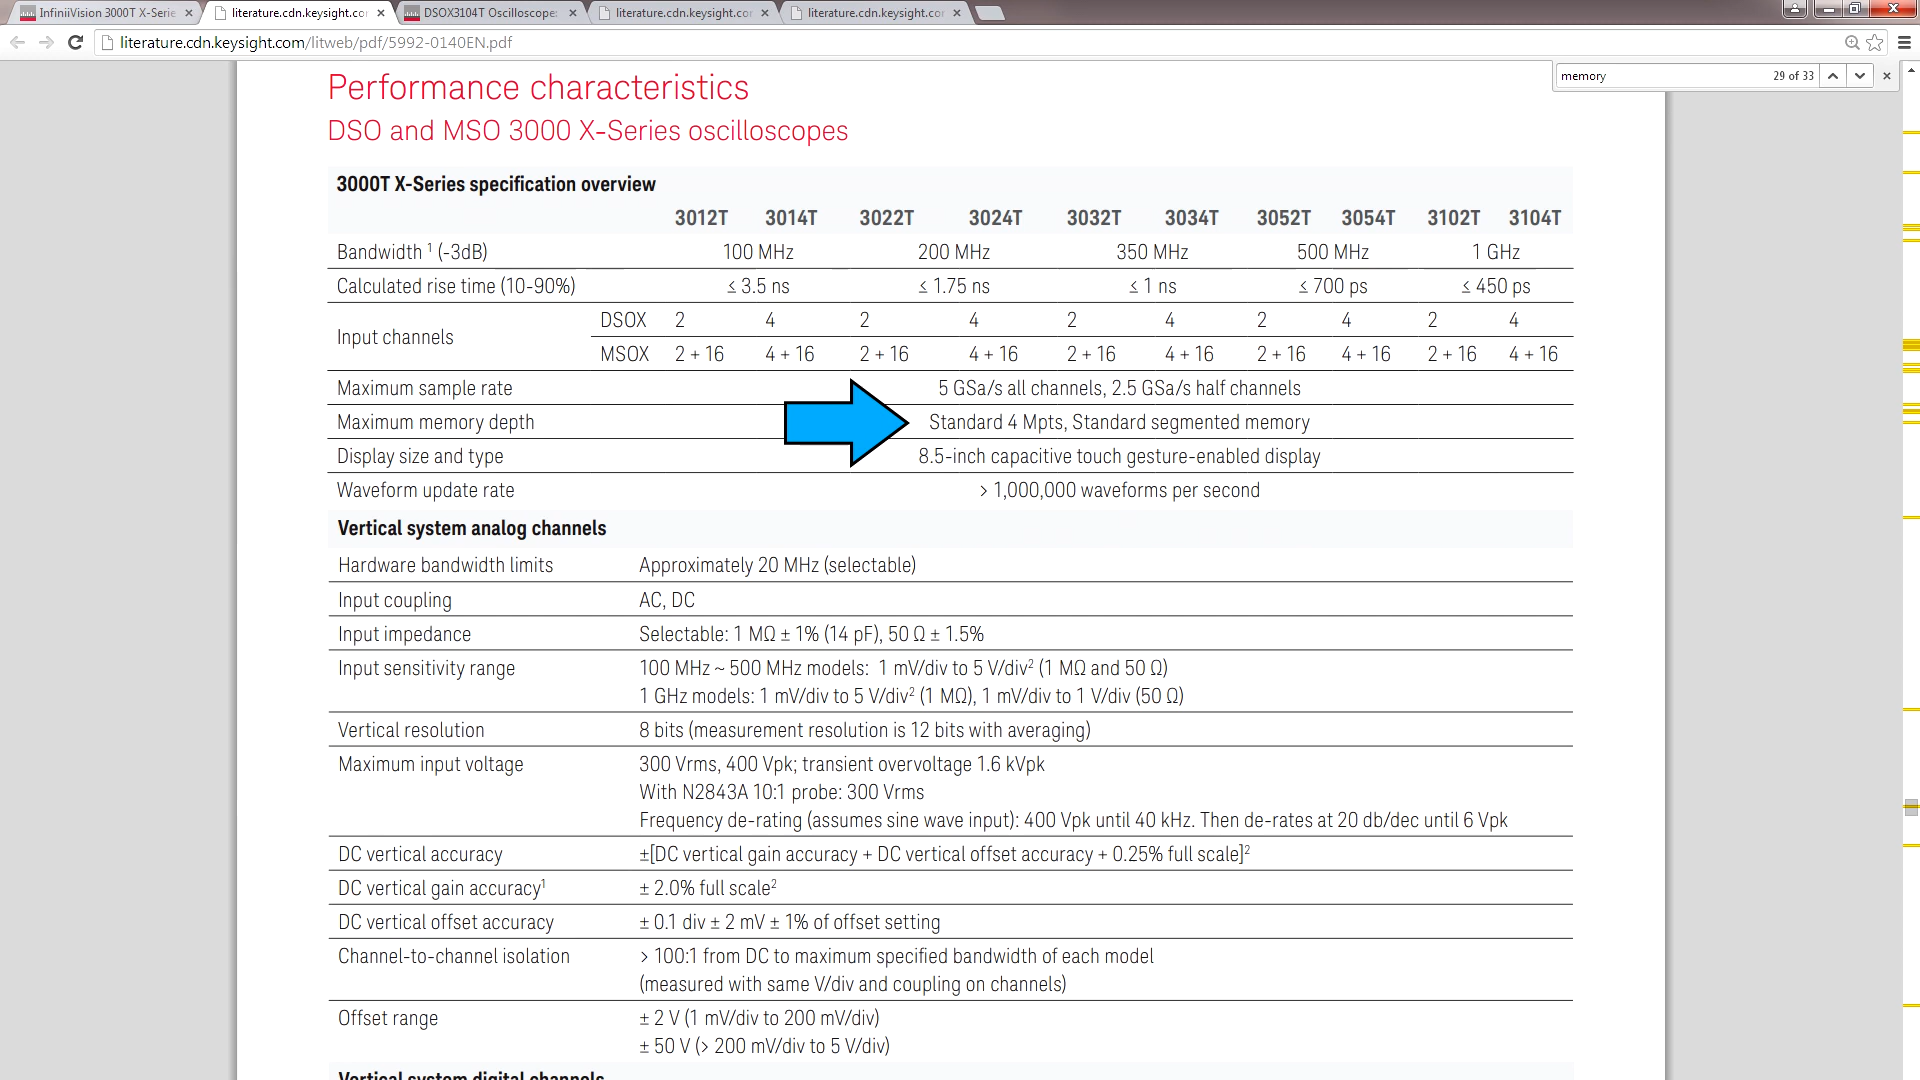 InfiniiVision 3000T X-Serie
literature.cdn.keysight.co
DSOX3104T Oscilloscope:
literature.cdn.keysight.cor
literature.cdn.keysight.cor
literature.cdn.keysight.com/litweb/pdf/5992-0140EN.pdf
memory 29 of 33
Performance characteristics
DSO and MSO 3000 X-Series oscilloscopes
3000T X-Series specification overview
3012T 3014T 3022T 3024T 3032T 3034T 3052T 3054T 3102T 3104T
Bandwidth ¹ (-3dB) 100 MHz 200 MHz 350 MHz 500 MHz 1 GHz
Calculated rise time (10-90%) ≤ 3.5 ns ≤ 1.75 ns ≤ 1 ns ≤ 700 ps ≤ 450 ps
Input channels
DSOX 2 4 2 4 2 4 2 4 2 4
MSOX 2 + 16 4 + 16 2 + 16 4 + 16 2 + 16 4 + 16 2 + 16 4 + 16 2 + 16 4 + 16
Maximum sample rate 5 GSa/s all channels, 2.5 GSa/s half channels
Maximum memory depth Standard 4 Mpts, Standard segmented memory
Display size and type 8.5-inch capacitive touch gesture-enabled display
Waveform update rate > 1,000,000 waveforms per second
Vertical system analog channels
Hardware bandwidth limits Approximately 20 MHz (selectable)
Input coupling AC, DC
Input impedance Selectable: 1 MΩ ± 1% (14 pF), 50 Ω ± 1.5%
Input sensitivity range 100 MHz ~ 500 MHz models: 1 mV/div to 5 V/div² (1 MΩ and 50 Ω)
1 GHz models: 1 mV/div to 5 V/div² (1 MΩ), 1 mV/div to 1 V/div (50 Ω)
Vertical resolution 8 bits (measurement resolution is 12 bits with averaging)
Maximum input voltage 300 Vrms, 400 Vpk; transient overvoltage 1.6 kVpk
With N2843A 10:1 probe: 300 Vrms
Frequency de-rating (assumes sine wave input): 400 Vpk until 40 kHz. Then de-rates at 20 db/dec until 6 Vpk
DC vertical accuracy ±[DC vertical gain accuracy + DC vertical offset accuracy + 0.25% full scale]²
DC vertical gain accuracy¹ ± 2.0% full scale²
DC vertical offset accuracy ± 0.1 div ± 2 mV ± 1% of offset setting
Channel-to-channel isolation > 100:1 from DC to maximum specified bandwidth of each model
(measured with same V/div and coupling on channels)
Offset range ± 2 V (1 mV/div to 200 mV/div)
± 50 V (> 200 mV/div to 5 V/div)
Vertical system digital channels